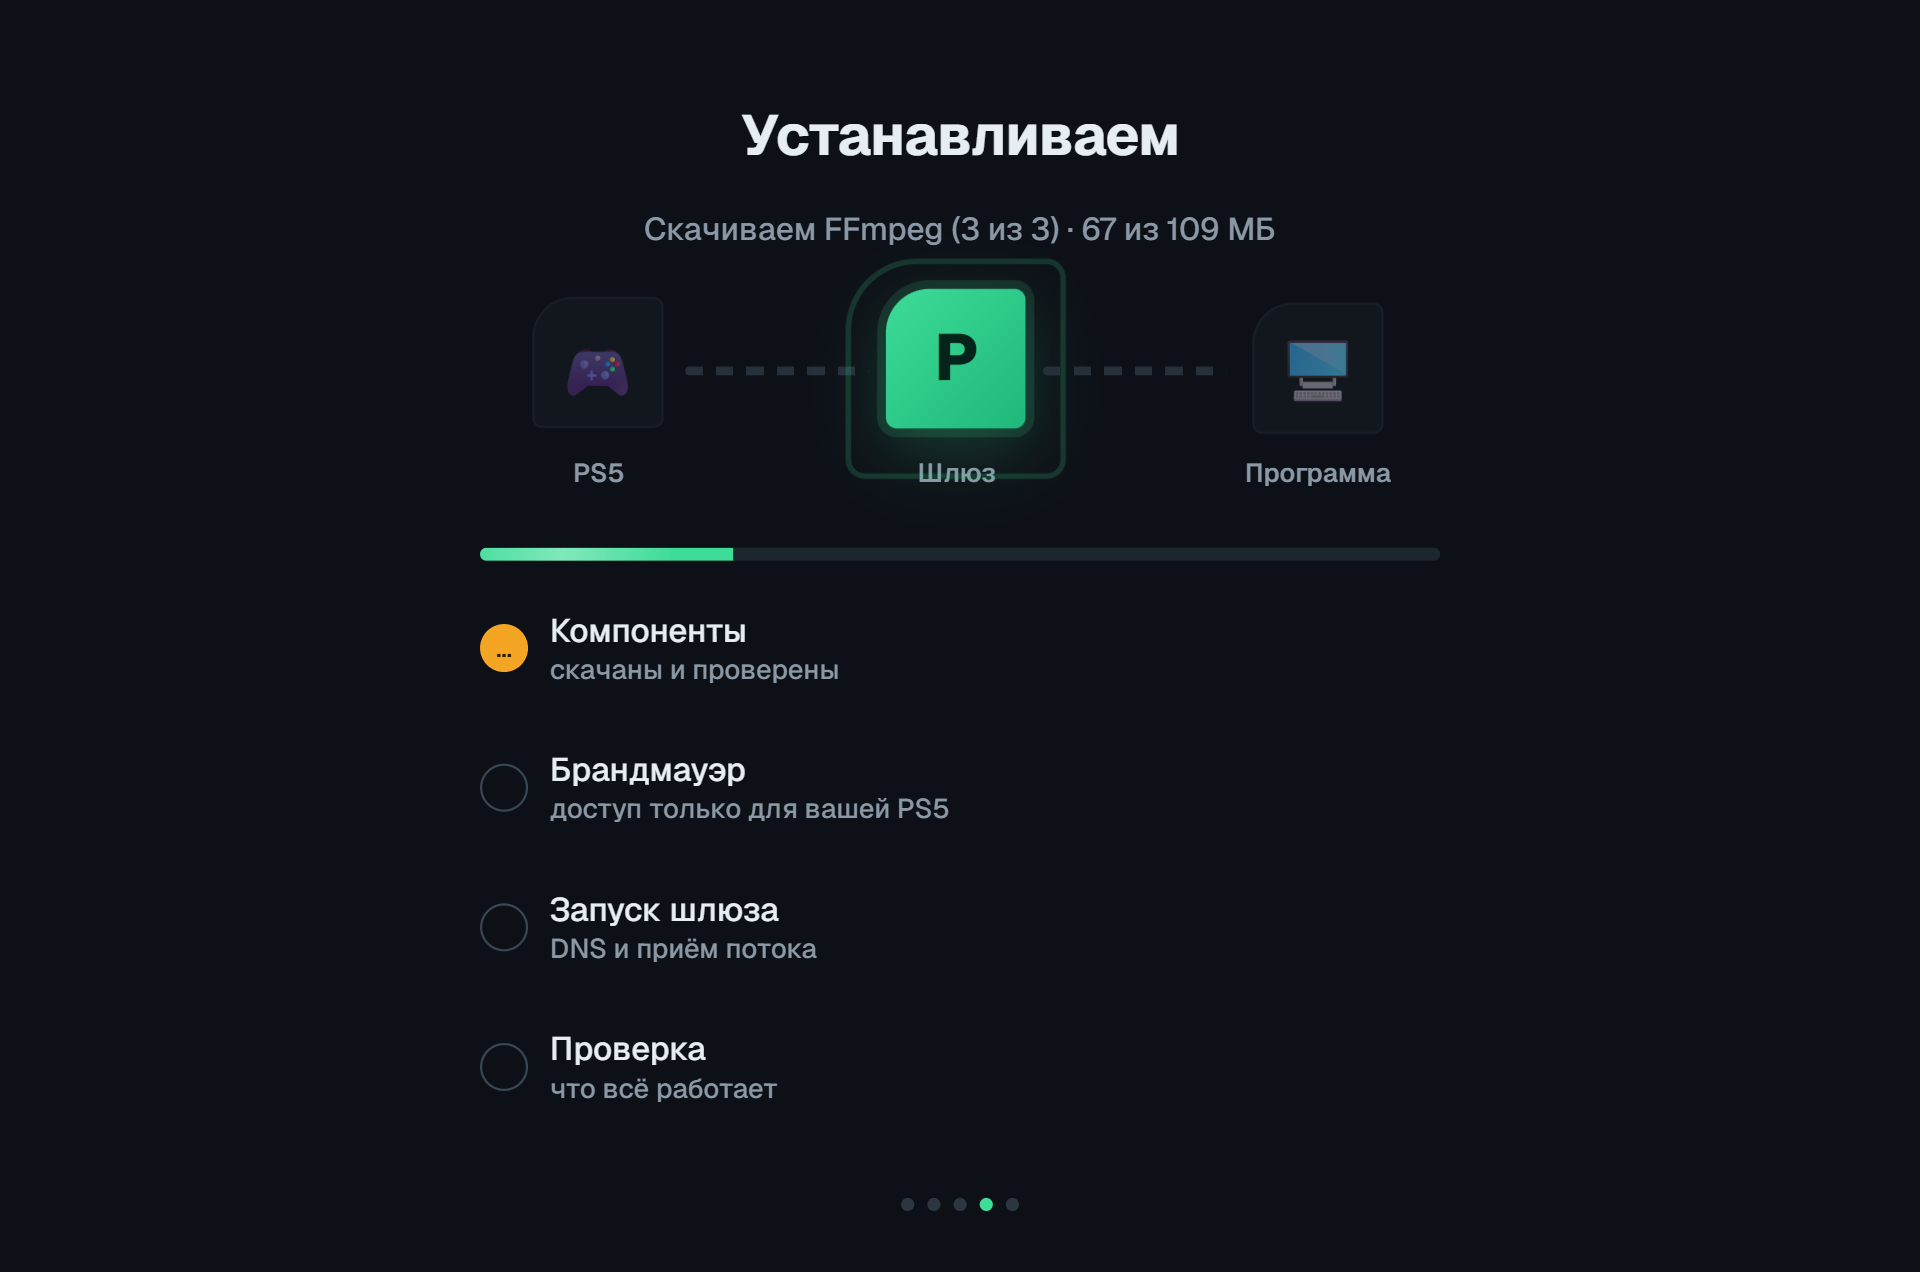 Устанавливаем
Скачиваем FFmpeg (3 из 3) · 67 из 109 МБ
P
PS5
Шлюз
Программа
...
Компоненты
скачаны и проверены
Брандмауэр
доступ только для вашей PS5
Запуск шлюза
DNS и приём потока
Проверка
что всё работает